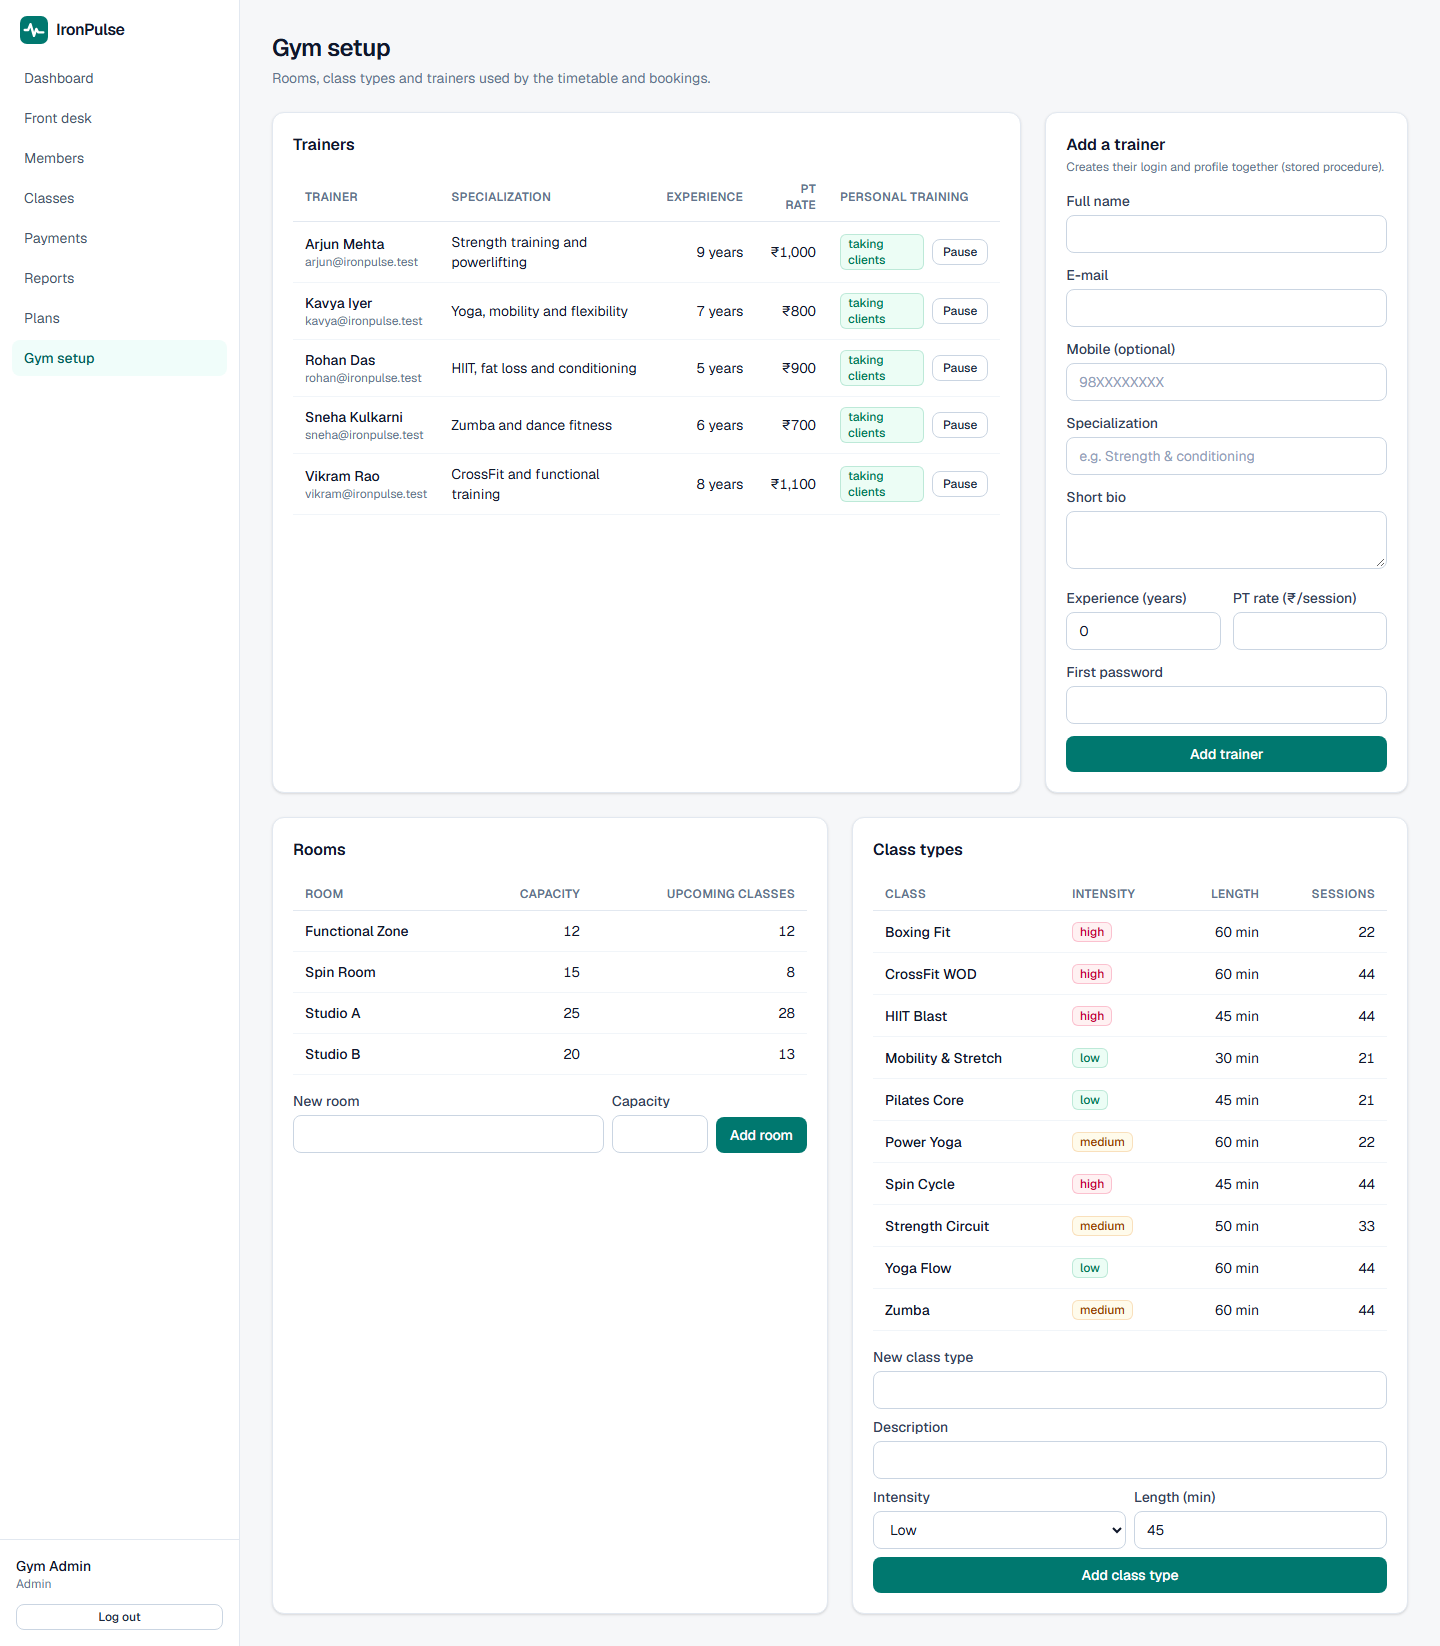 IronPulse
Dashboard
Front desk
Members
Classes
Payments
Reports
Plans
Gym setup
Gym Admin
Admin
Log out
Gym setup
Rooms, class types and trainers used by the timetable and bookings.
Trainers
TRAINER SPECIALIZATION EXPERIENCE PT RATE PERSONAL TRAINING
Arjun Mehta
arjun@ironpulse.test
Strength training and
powerlifting
9 years ₹1,000 taking clients Pause
Kavya Iyer
kavya@ironpulse.test
Yoga, mobility and flexibility 7 years ₹800 taking clients Pause
Rohan Das
rohan@ironpulse.test
HIIT, fat loss and conditioning 5 years ₹900 taking clients Pause
Sneha Kulkarni
sneha@ironpulse.test
Zumba and dance fitness 6 years ₹700 taking clients Pause
Vikram Rao
vikram@ironpulse.test
CrossFit and functional
training
8 years ₹1,100 taking clients Pause
Add a trainer
Creates their login and profile together (stored procedure).
Full name
E-mail
Mobile (optional)
98XXXXXXXX
Specialization
e.g. Strength & conditioning
Short bio
Experience (years) PT rate (₹/session)
0
First password
Add trainer
Rooms
ROOM CAPACITY UPCOMING CLASSES
Functional Zone 12 12
Spin Room 15 8
Studio A 25 28
Studio B 20 13
New room Capacity
Add room
Class types
CLASS INTENSITY LENGTH SESSIONS
Boxing Fit high 60 min 22
CrossFit WOD high 60 min 44
HIIT Blast high 45 min 44
Mobility & Stretch low 30 min 21
Pilates Core low 45 min 21
Power Yoga medium 60 min 22
Spin Cycle high 45 min 44
Strength Circuit medium 50 min 33
Yoga Flow low 60 min 44
Zumba medium 60 min 44
New class type
Description
Intensity Length (min)
Low 45
Add class type